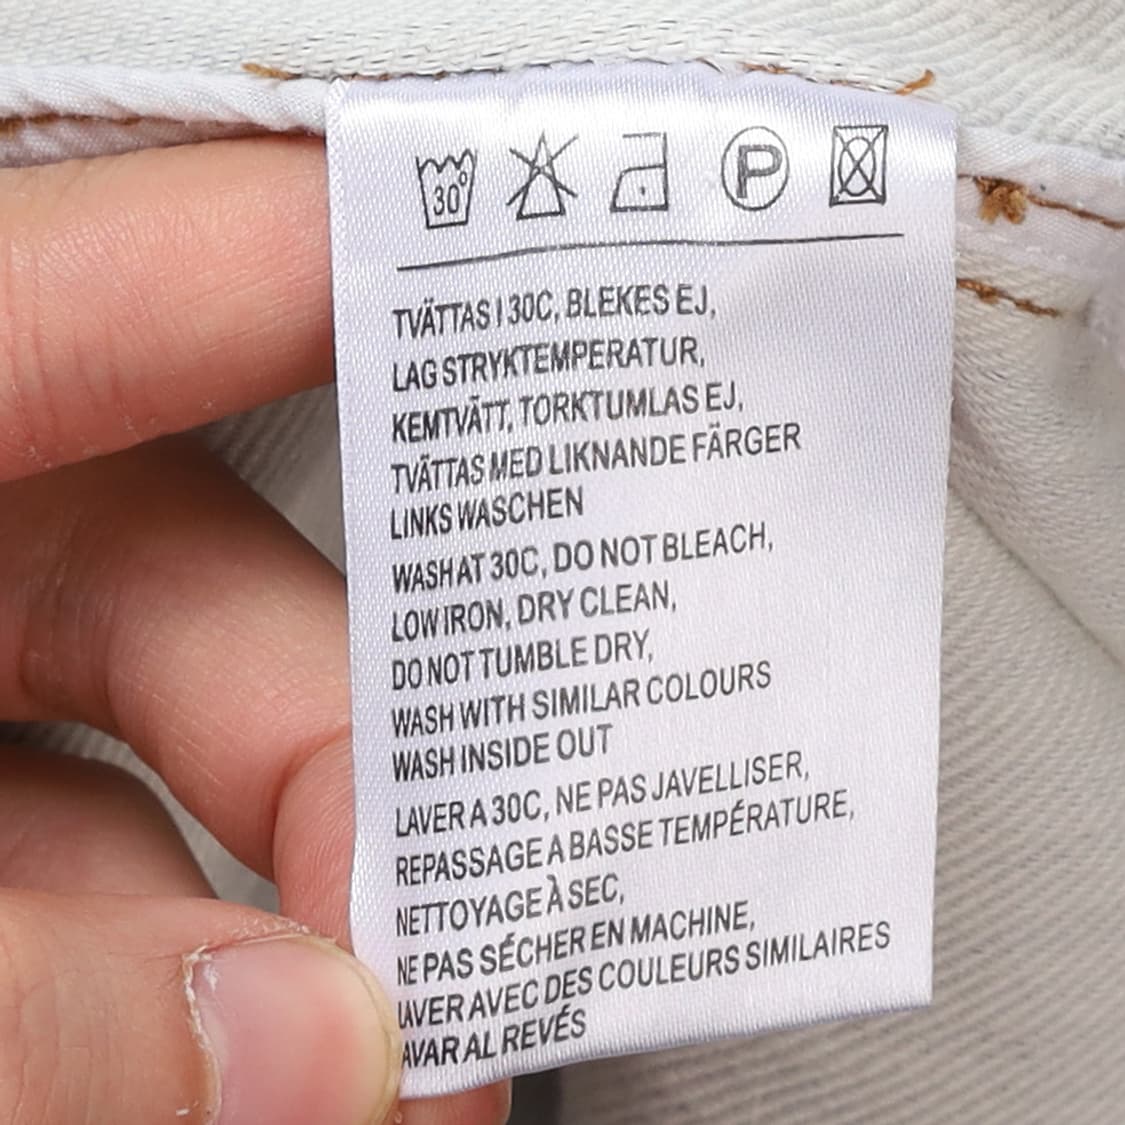 30°
P
TVÄTTAS I 30C, BLEKES EJ,
LAG STRYKTEMPERATUR,
KEMTVÄTT, TORKTUMLAS EJ,
TVÄTTAS MED LIKNANDE FÄRGER
LINKS WASCHEN
WASH AT 30C, DO NOT BLEACH,
LOW IRON, DRY CLEAN,
DO NOT TUMBLE DRY,
WASH WITH SIMILAR COLOURS
WASH INSIDE OUT
LAVER A 30C, NE PAS JAVELLISER,
REPASSAGE A BASSE TEMPÉRATURE,
NETTOYAGE À SEC,
NE PAS SÉCHER EN MACHINE,
LAVER AVEC DES COULEURS SIMILAIRES
AVAR AL REVÉS